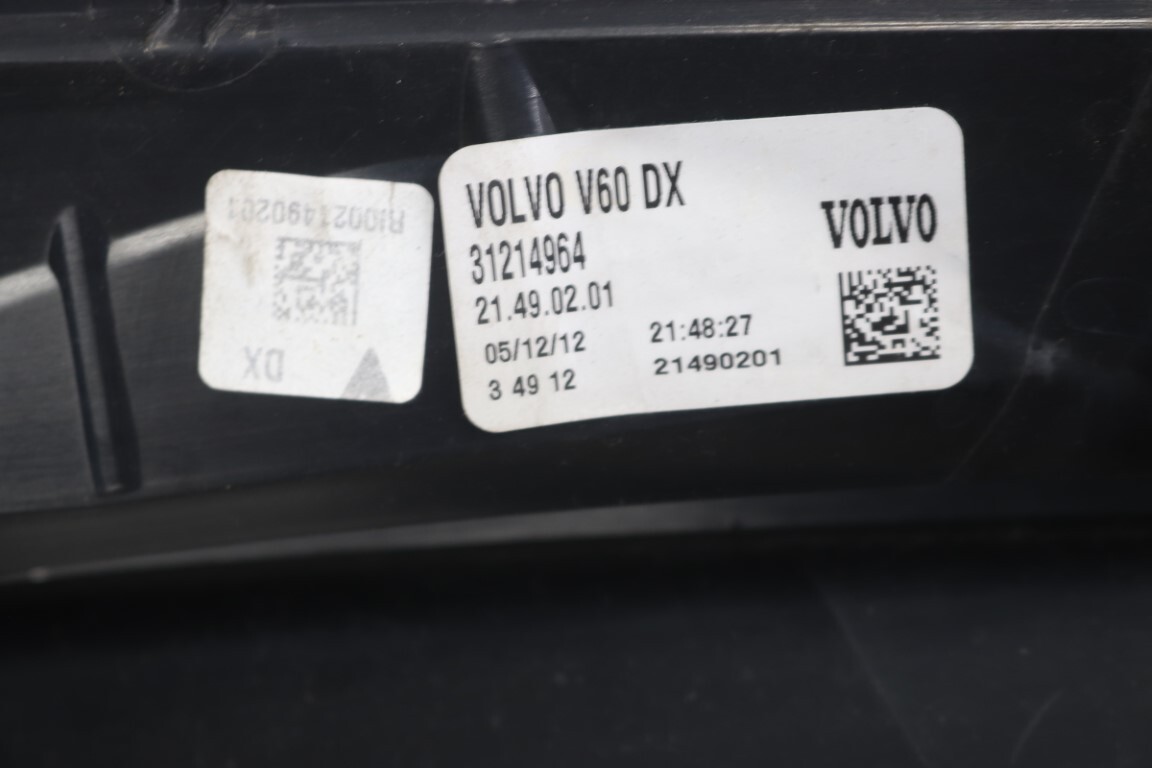 RI0021490201
DX
VOLVO V60 DX
VOLVO
31214964
21.49.02.01
05/12/12 21:48:27
3 49 12 21490201